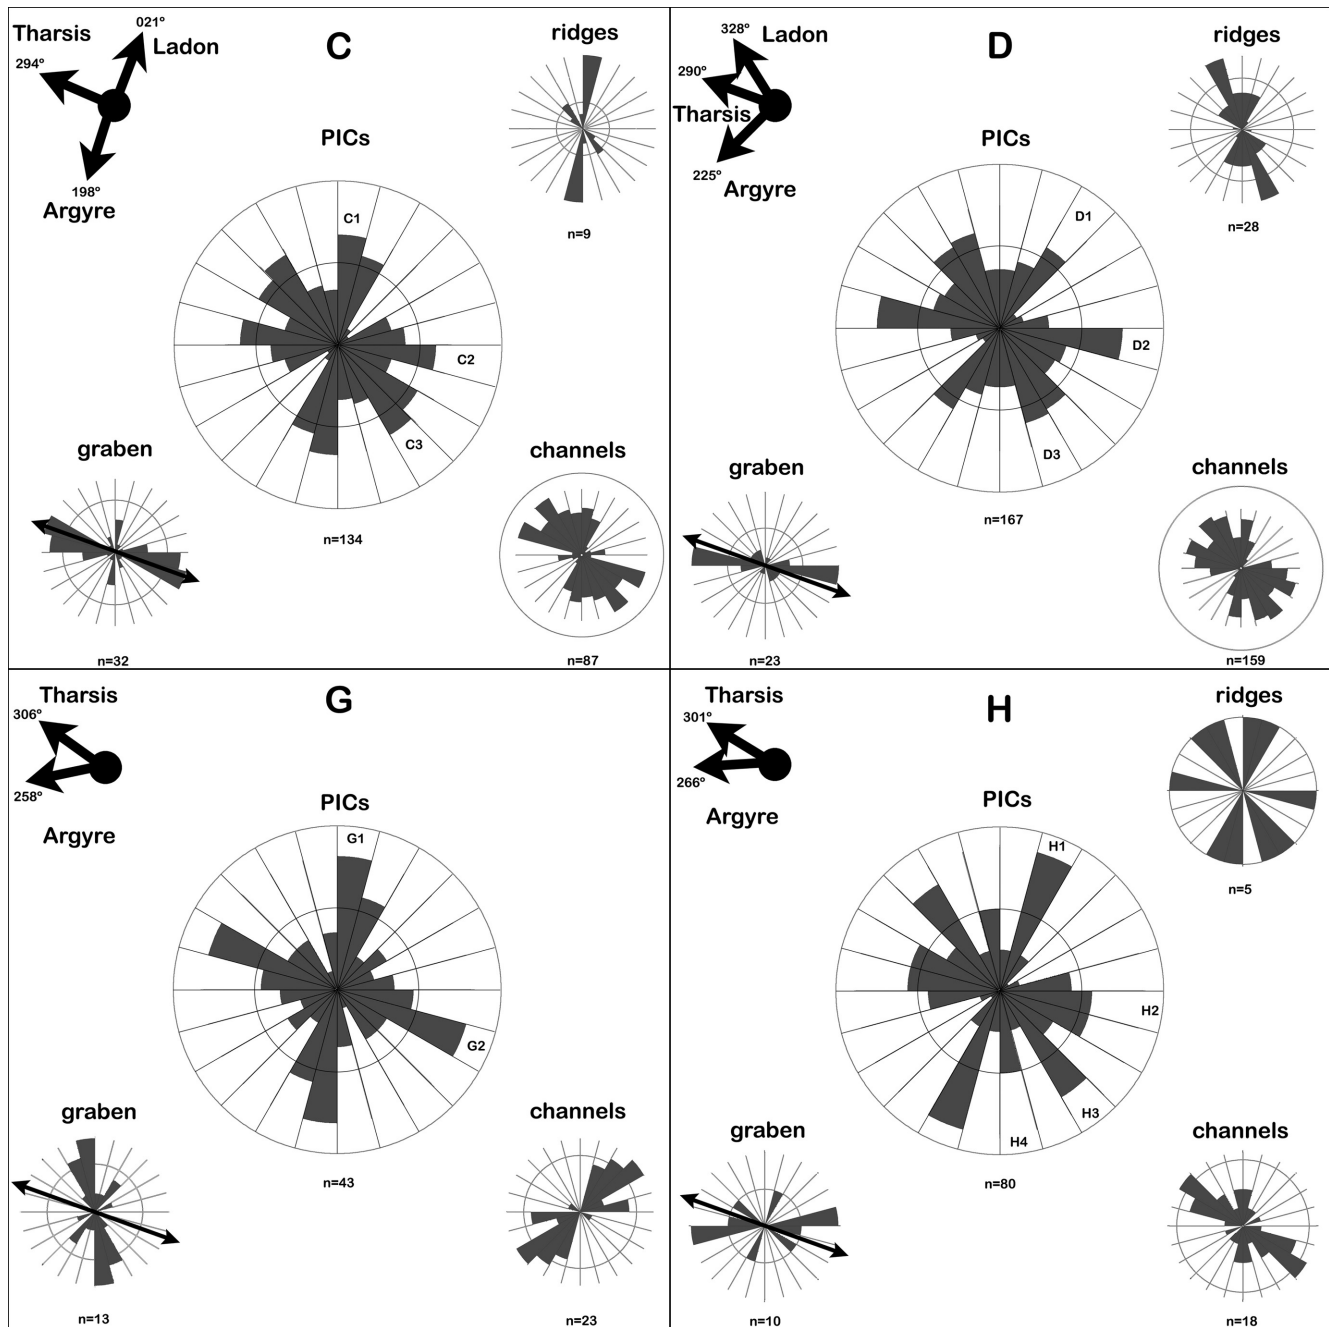 C
Tharsis
021°
Ladon
294°
198°
Argyre
ridges
n=9
PICs
C1
C2
C3
n=134
graben
n=32
channels
n=87
D
328°
Ladon
290°
Tharsis
225°
Argyre
ridges
n=28
PICs
D1
D2
D3
n=167
graben
n=23
channels
n=159
G
Tharsis
306°
258°
Argyre
PICs
G1
G2
n=43
graben
n=13
channels
n=23
H
Tharsis
301°
266°
Argyre
ridges
n=5
PICs
H1
H2
H3
H4
n=80
graben
n=10
channels
n=18